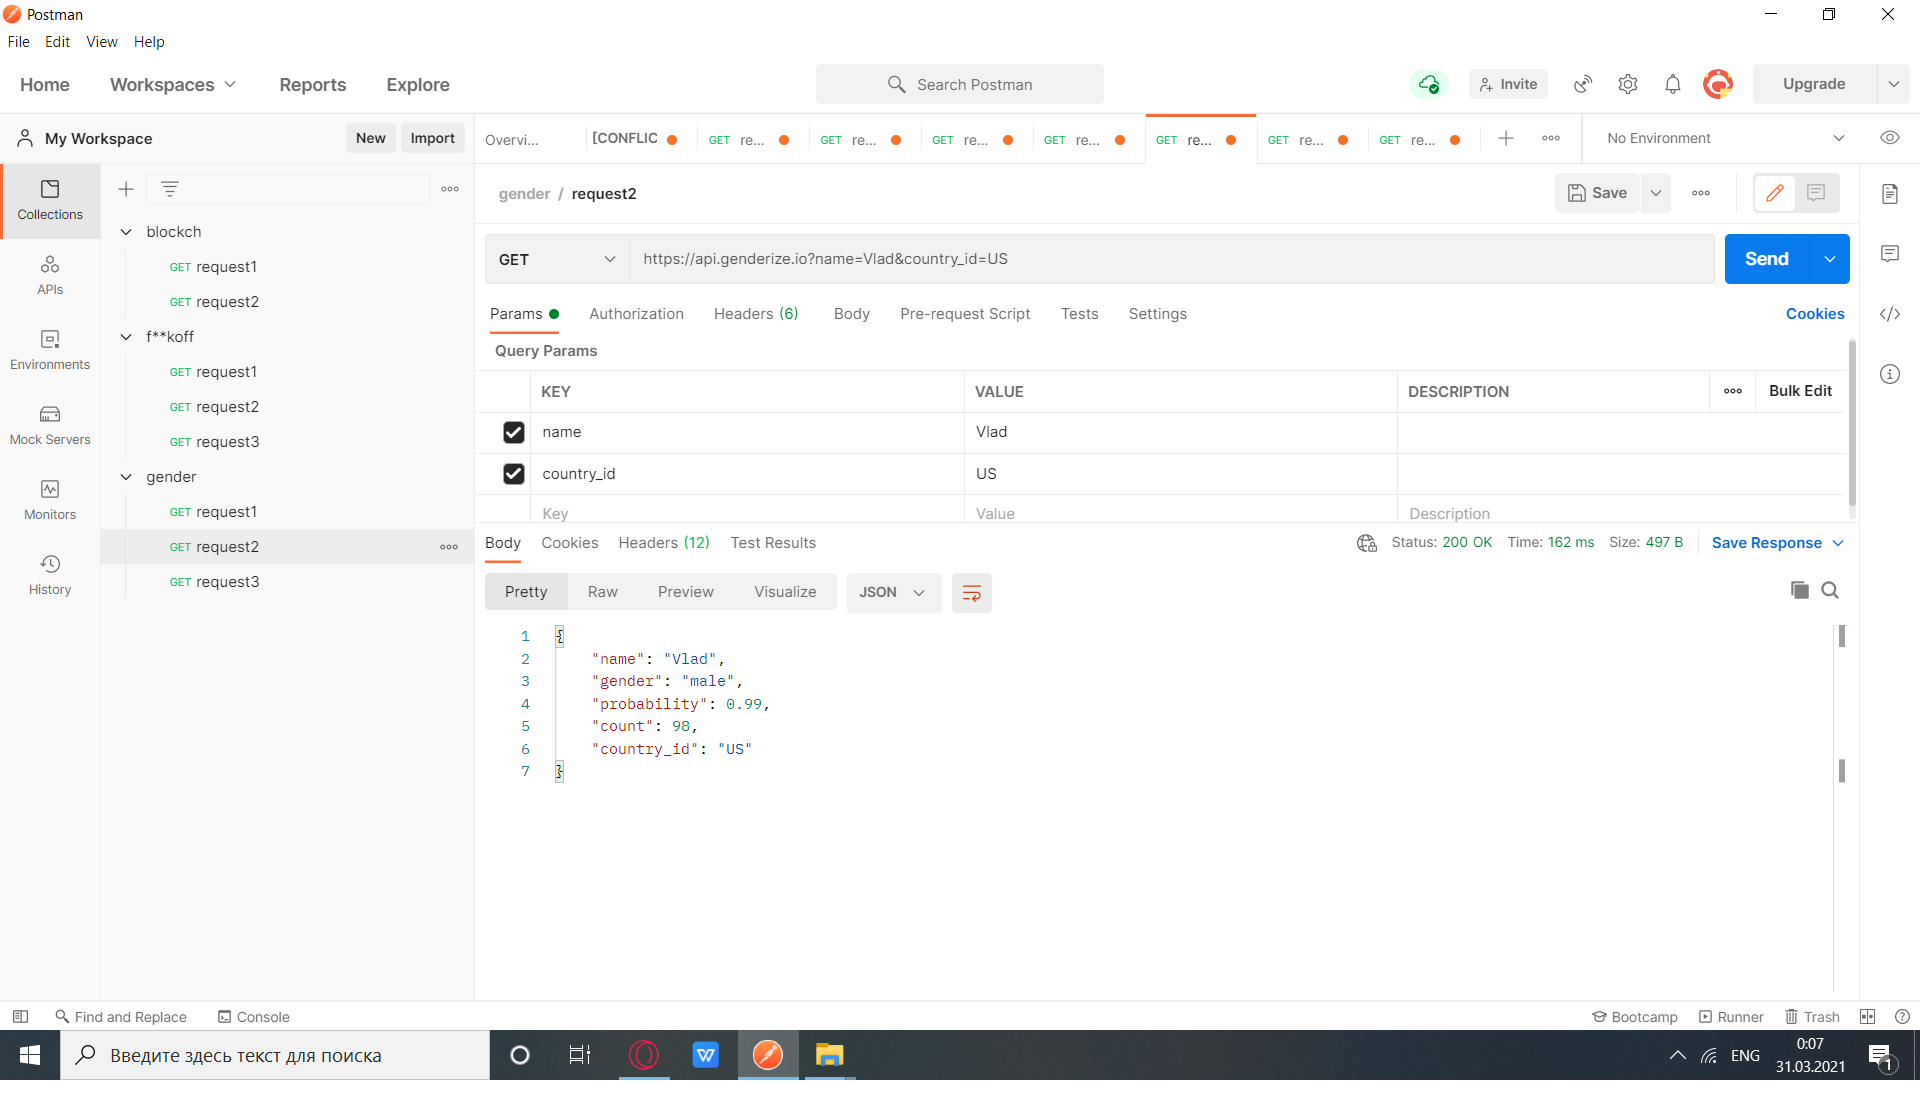 Postman
File Edit View Help
Home Workspaces Reports Explore Search Postman Invite Upgrade
My Workspace New Import
Overvi... [CONFLIC GET re... GET re... GET re... GET re... GET re... GET re... GET re... No Environment
Collections
APIs
Environments
Mock Servers
Monitors
History
blockch
GET request1
GET request2
f**koff
GET request1
GET request2
GET request3
gender
GET request1
GET request2
GET request3
gender / request2 Save
GET https://api.genderize.io?name=Vlad&country_id=US Send
Params Authorization Headers (6) Body Pre-request Script Tests Settings Cookies
Query Params
KEY VALUE DESCRIPTION Bulk Edit
name Vlad
country_id US
Key Value Description
Body Cookies Headers (12) Test Results Status: 200 OK Time: 162 ms Size: 497 B Save Response
Pretty Raw Preview Visualize JSON
1 {
2 "name": "Vlad",
3 "gender": "male",
4 "probability": 0.99,
5 "count": 98,
6 "country_id": "US"
7 }
Find and Replace Console Bootcamp Runner Trash
Введите здесь текст для поиска
ENG
0:07
31.03.2021
1